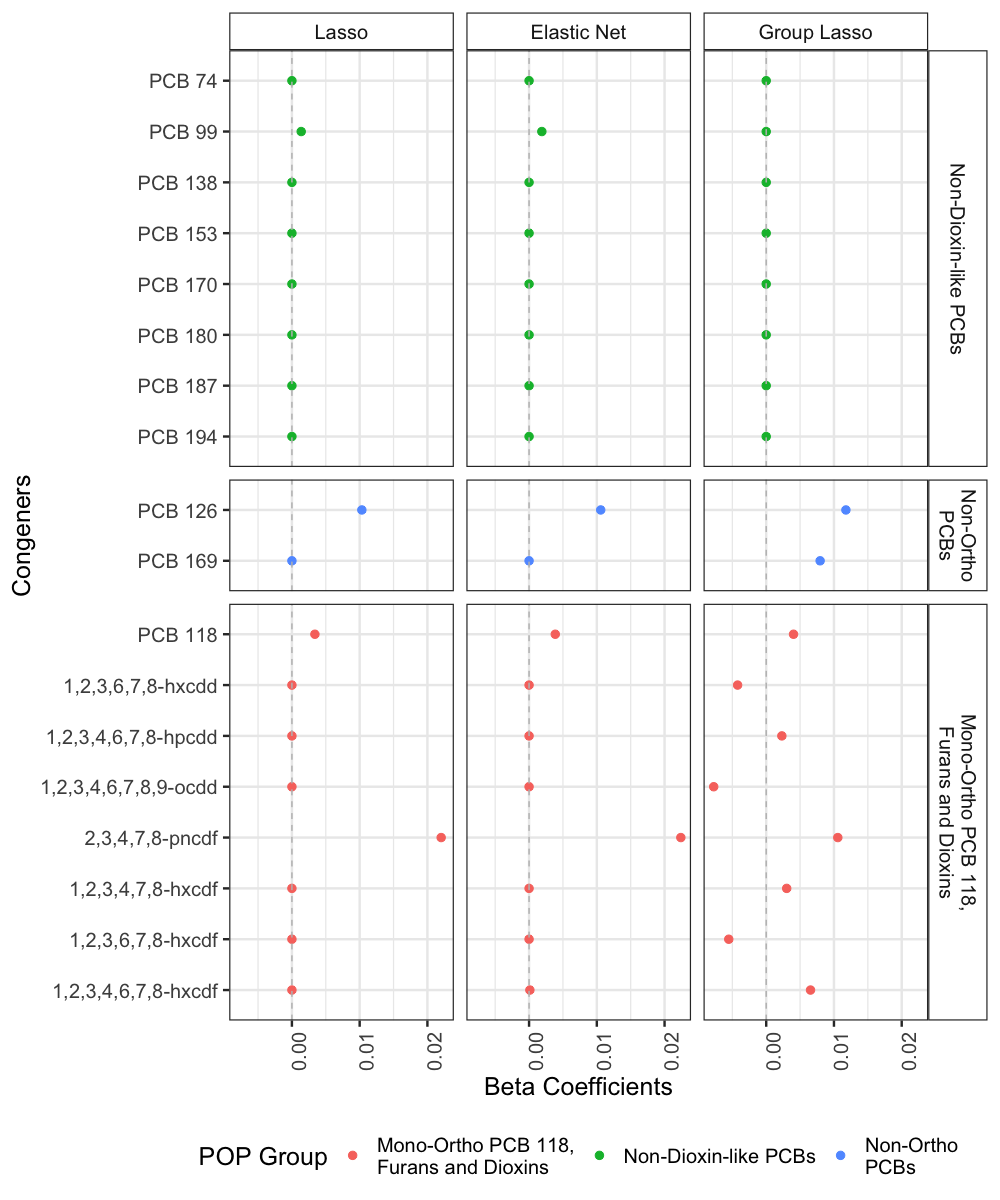 Lasso
Elastic Net
Group Lasso
PCB 74
PCB 99
PCB 138
PCB 153
PCB 170
PCB 180
PCB 187
PCB 194
Non-Dioxin-like PCBs
PCB 126
PCB 169
Non-Ortho
PCBs
PCB 118
1,2,3,6,7,8-hxcdd
1,2,3,4,6,7,8-hpcdd
1,2,3,4,6,7,8,9-ocdd
2,3,4,7,8-pncdf
1,2,3,4,7,8-hxcdf
1,2,3,6,7,8-hxcdf
1,2,3,4,6,7,8-hxcdf
Mono-Ortho PCB 118,
Furans and Dioxins
Congeners
0.00 0.01 0.02
0.00 0.01 0.02
0.00 0.01 0.02
Beta Coefficients
POP Group
Mono-Ortho PCB 118,
Furans and Dioxins
Non-Dioxin-like PCBs
Non-Ortho
PCBs